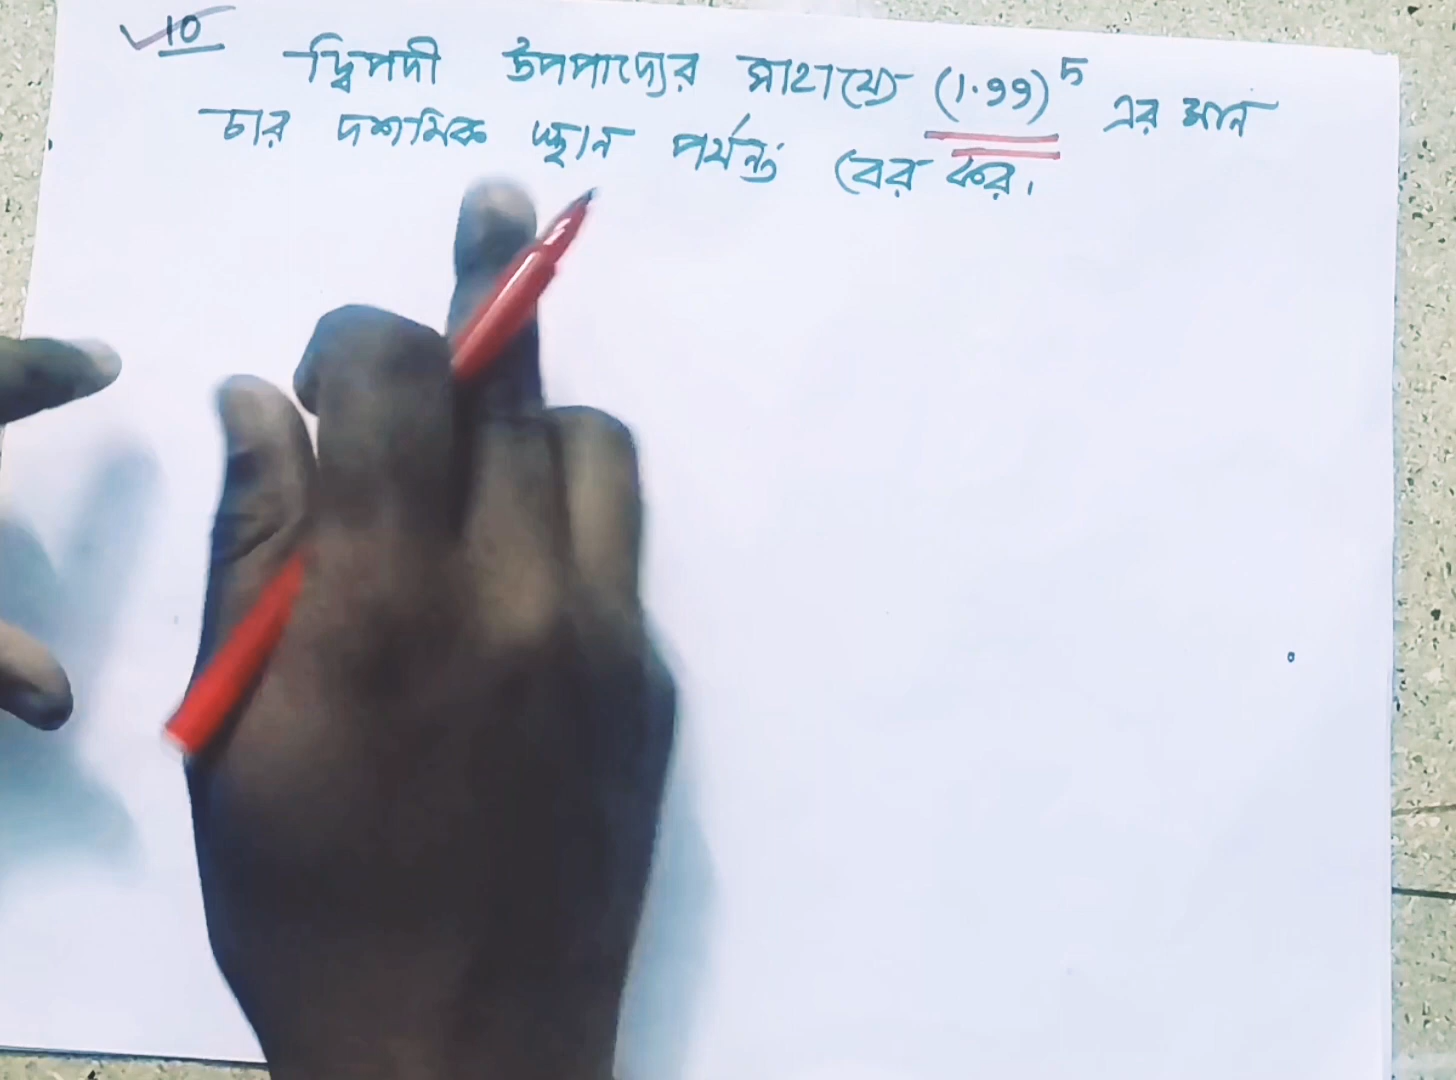 10
দ্বিপদী উপপাদ্যের সাহায্যে (1.99)^5 এর মান
চার দশমিক স্থান পর্যন্ত বের কর।